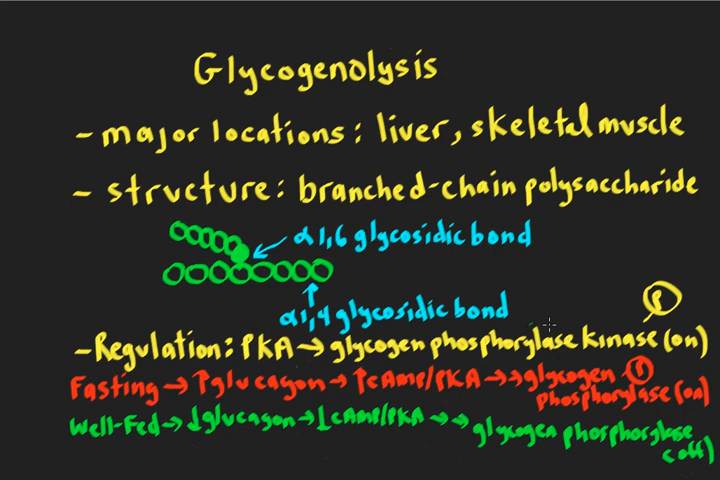 Glycogenolysis
- major locations: liver, skeletal muscle
- structure: branched-chain polysaccharide
α1,6 glycosidic bond
α1,4 glycosidic bond
P
- Regulation: PKA → glycogen phosphorylase kinase (on)
Fasting → ↑glucagon → ↑cAMP/PKA →→ glycogen P
phosphorylase (on)
Well-Fed → ↓glucagon → ↓cAMP/PKA →→ glycogen phosphorylase
(off)